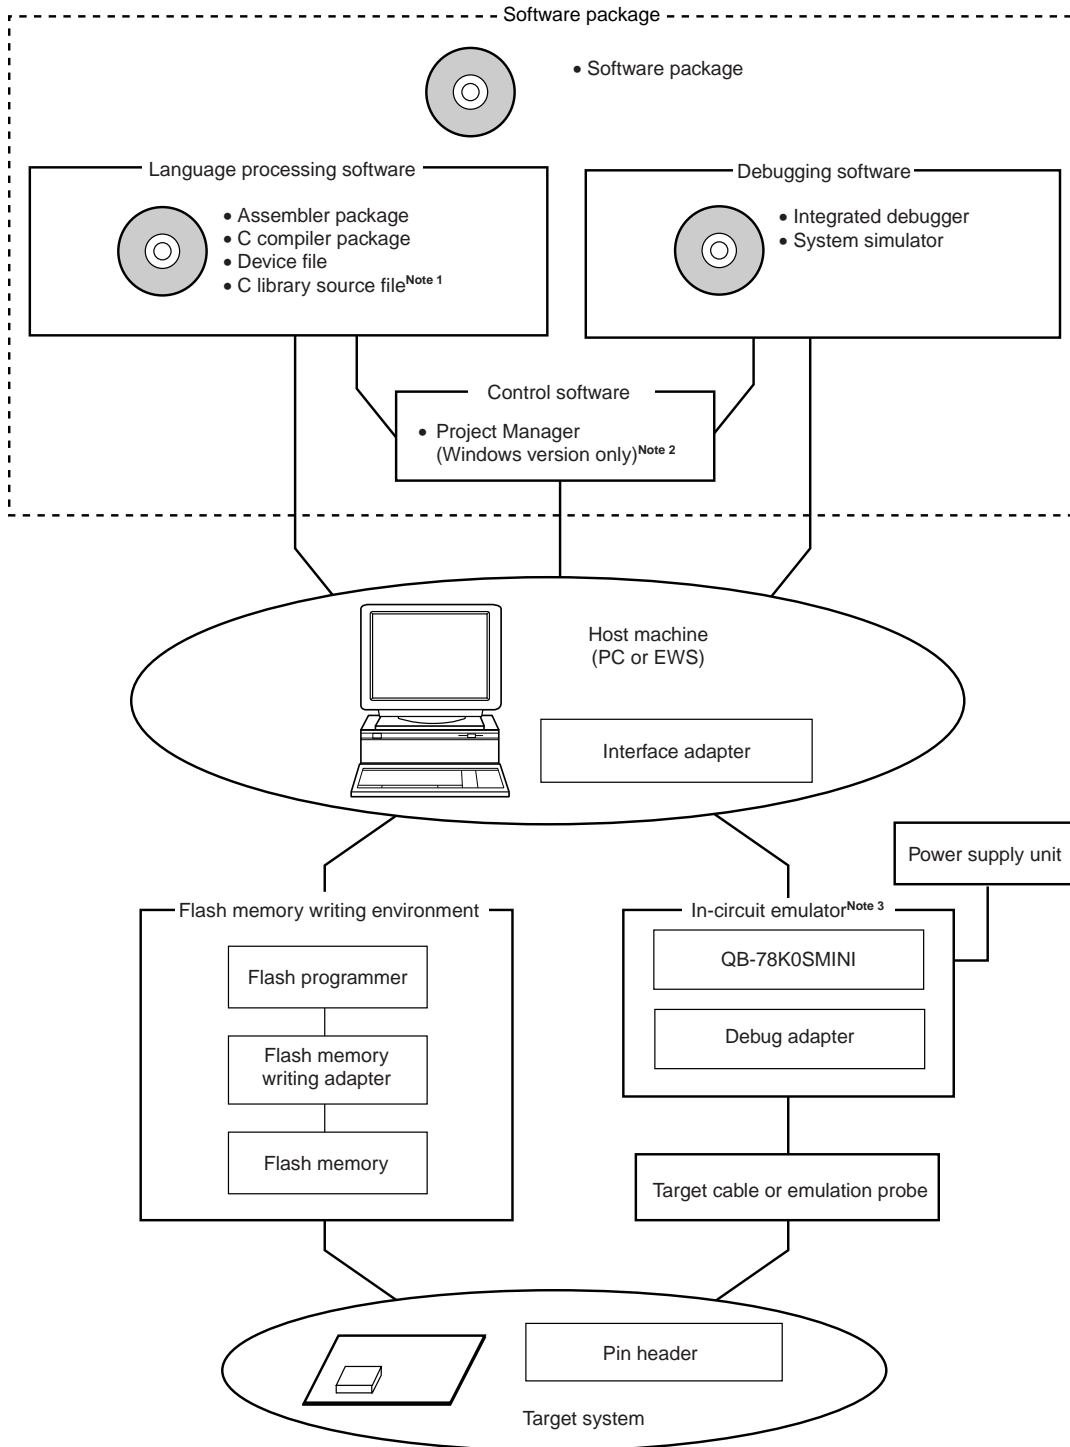 Software package
• Software package
Language processing software
• Assembler package
• C compiler package
• Device file
• C library source fileNote 1
Debugging software
• Integrated debugger
• System simulator
Control software
• Project Manager
(Windows version only)Note 2
Host machine
(PC or EWS)
Interface adapter
Power supply unit
Flash memory writing environment
Flash programmer
Flash memory
writing adapter
Flash memory
In-circuit emulatorNote 3
QB-78K0SMINI
Debug adapter
Target cable or emulation probe
Pin header
Target system